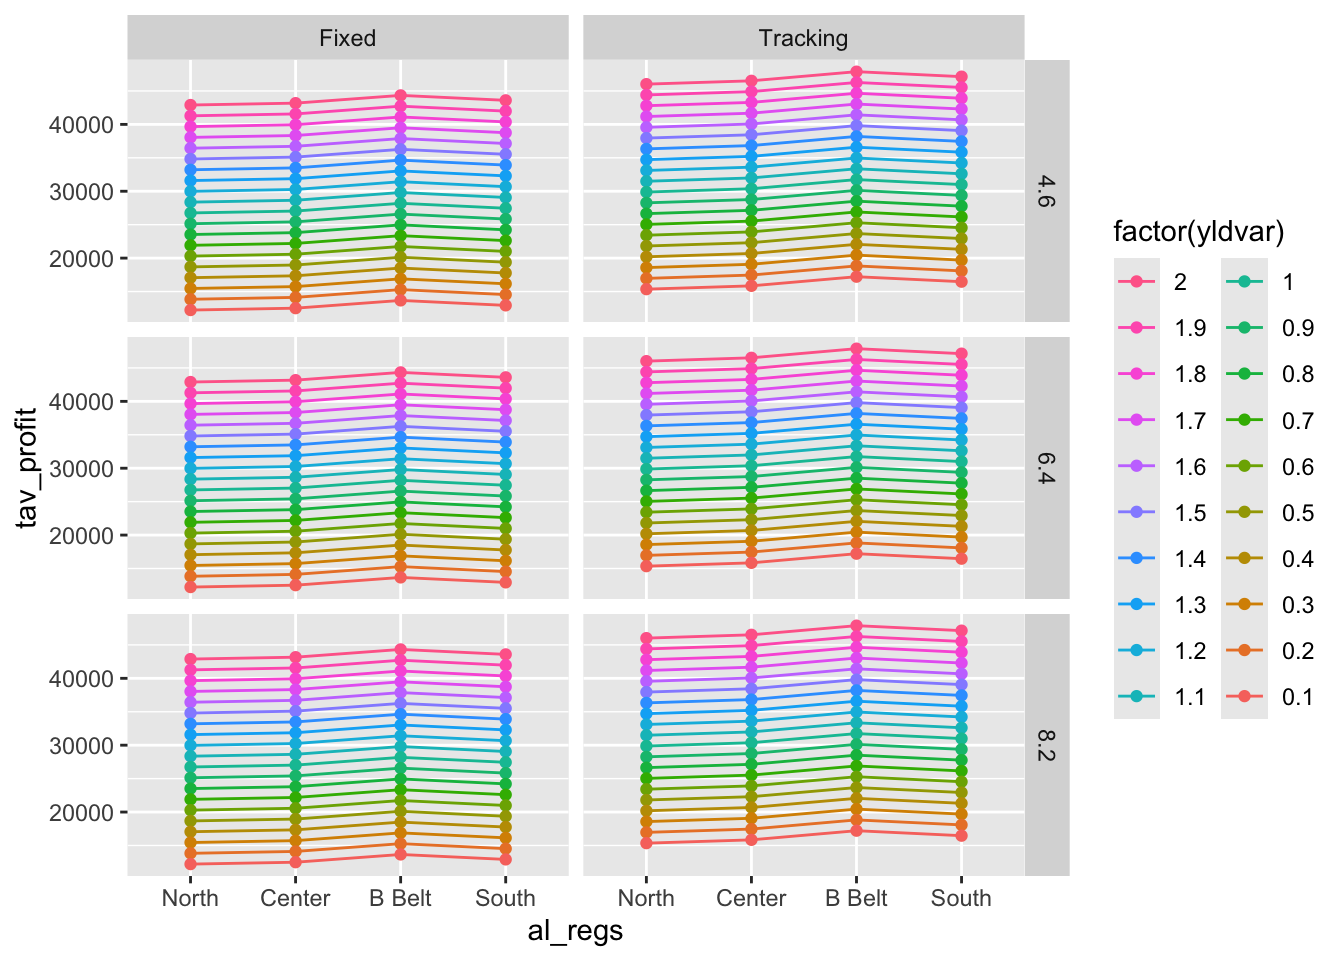 Fixed
Tracking
40000
30000
20000
4.6
40000
30000
20000
6.4
40000
30000
20000
8.2
tav_profit
North
Center
B Belt
South
North
Center
B Belt
South
al_regs
factor(yldvar)
2
1
1.9
0.9
1.8
0.8
1.7
0.7
1.6
0.6
1.5
0.5
1.4
0.4
1.3
0.3
1.2
0.2
1.1
0.1